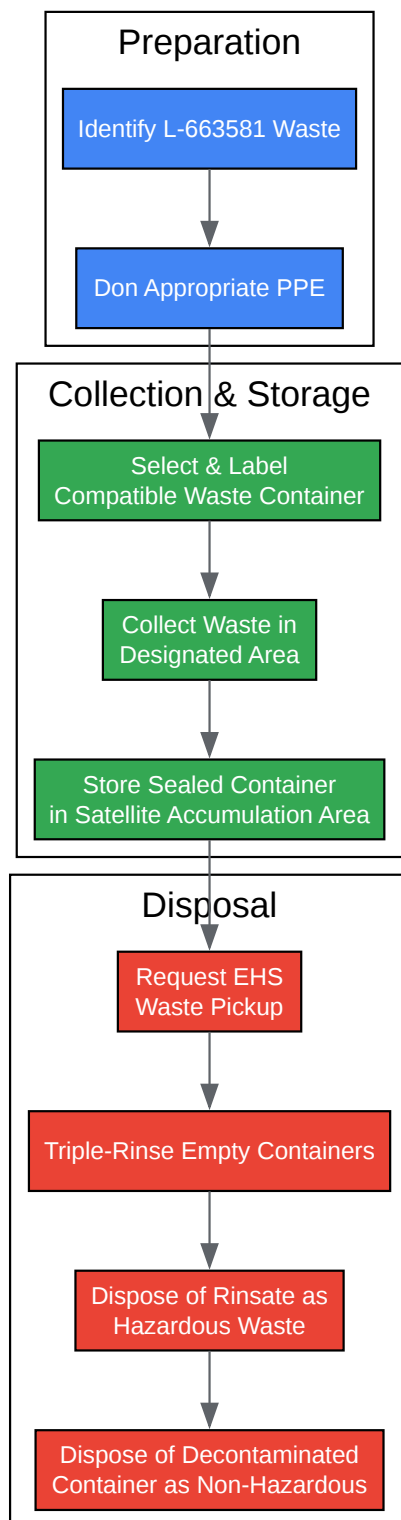 Preparation
Identify L-663581 Waste
Don Appropriate PPE
Collection & Storage
Select & Label
Compatible Waste Container
Collect Waste in
Designated Area
Store Sealed Container
in Satellite Accumulation Area
Disposal
Request EHS
Waste Pickup
Triple-Rinse Empty Containers
Dispose of Rinsate as
Hazardous Waste
Dispose of Decontaminated
Container as Non-Hazardous